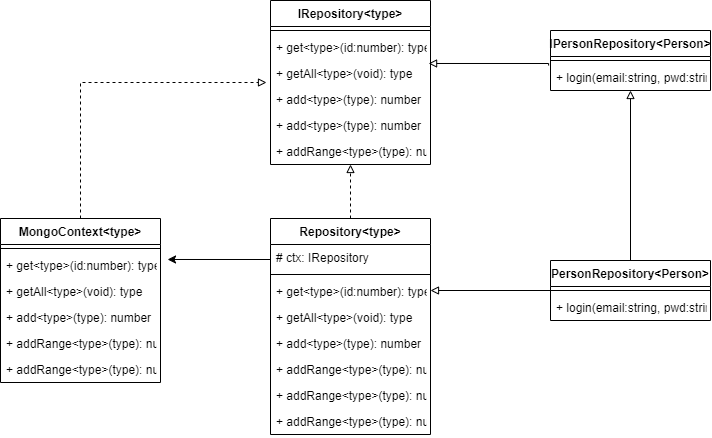 IRepository<type>
+ get<type>(id:number): type
+ getAll<type>(void): type
+ add<type>(type): number
+ add<type>(type): number
+ addRange<type>(type): nu
IPersonRepository<Person>
+ login(email:string, pwd:strin
MongoContext<type>
+ get<type>(id:number): type
+ getAll<type>(void): type
+ add<type>(type): number
+ addRange<type>(type): nu
+ addRange<type>(type): nu
Repository<type>
# ctx: IRepository
+ get<type>(id:number): type
+ getAll<type>(void): type
+ add<type>(type): number
+ addRange<type>(type): nu
+ addRange<type>(type): nu
+ addRange<type>(type): nu
PersonRepository<Person>
+ login(email:string, pwd:strin